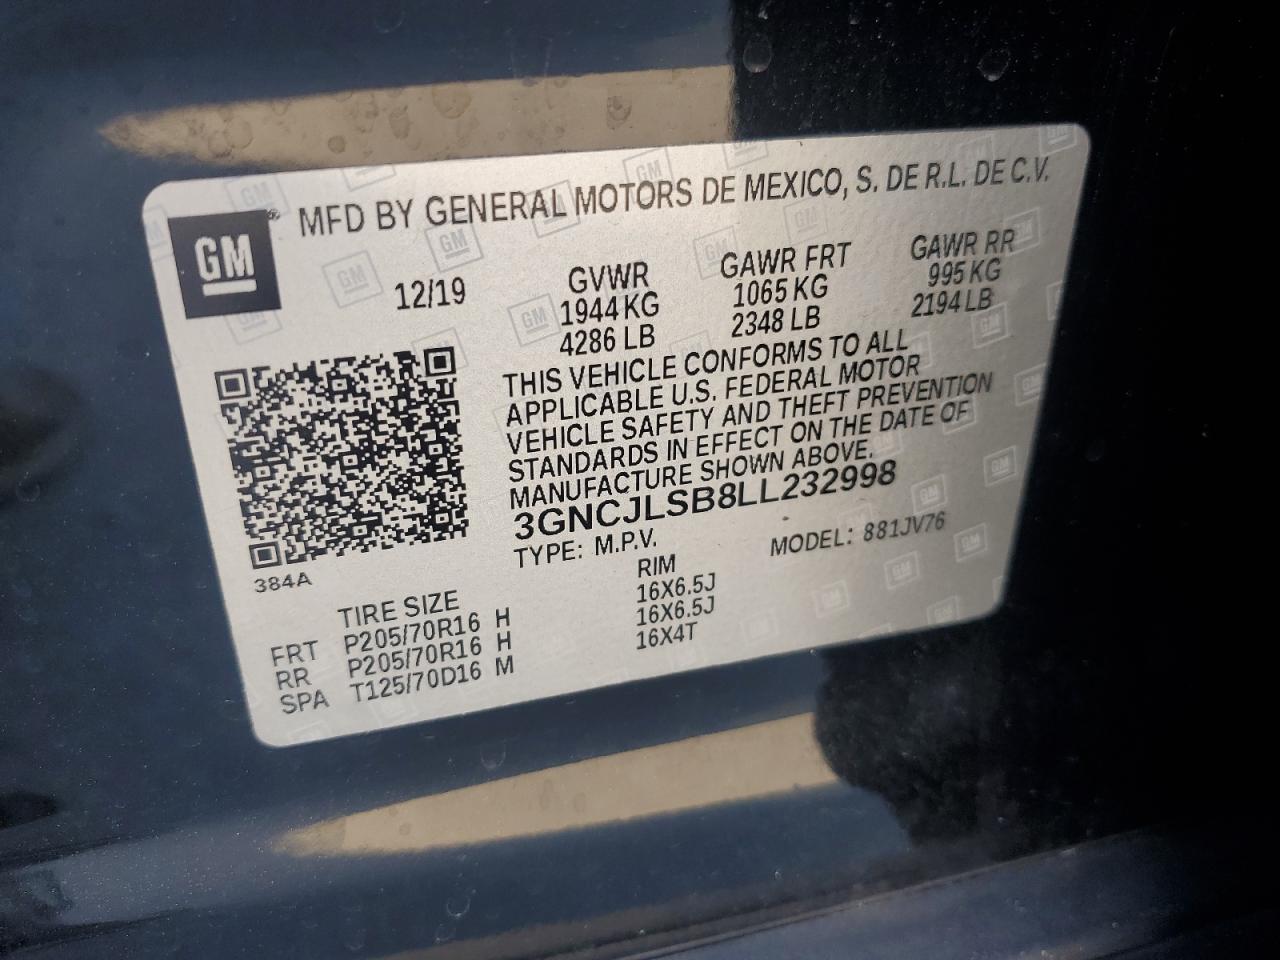 GM® MFD BY GENERAL MOTORS DE MEXICO, S. DE R.L. DE C.V.
12/19 GVWR GAWR FRT GAWR RR
1944 KG 1065 KG 995 KG
4286 LB 2348 LB 2194 LB
THIS VEHICLE CONFORMS TO ALL
APPLICABLE U.S. FEDERAL MOTOR
VEHICLE SAFETY AND THEFT PREVENTION
STANDARDS IN EFFECT ON THE DATE OF
MANUFACTURE SHOWN ABOVE.
3GNCJLSB8LL232998
TYPE: M.P.V. MODEL: 881JV76
384A
TIRE SIZE RIM
FRT P205/70R16 H 16X6.5J
RR P205/70R16 H 16X6.5J
SPA T125/70D16 M 16X4T